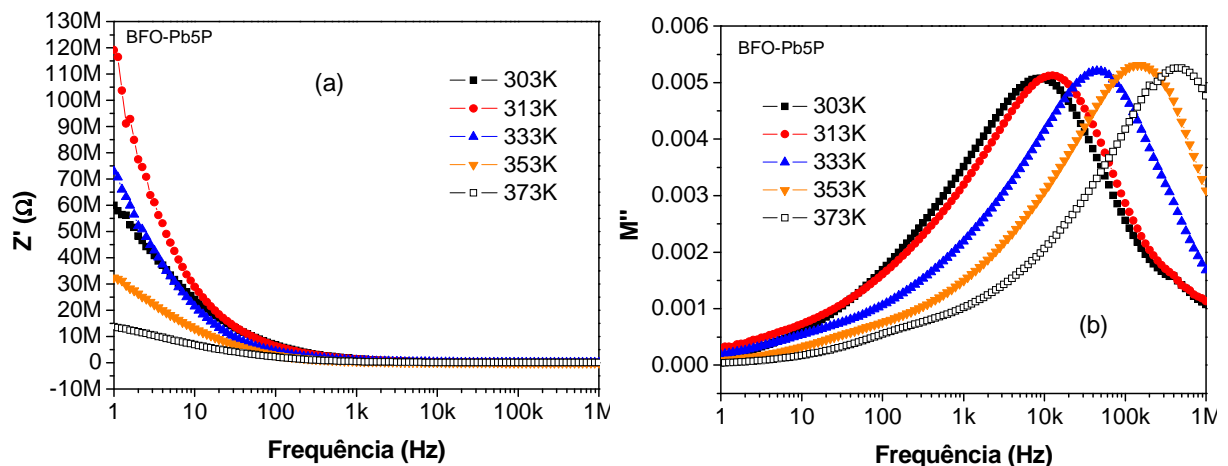 130M
120M
110M
100M
90M
80M
70M
60M
50M
40M
30M
20M
10M
0
-10M
Z' (Ω)
BFO-Pb5P
(a)
303K
313K
333K
353K
373K
1 10 100 1k 10k 100k 1M
Frequência (Hz)
0.006
0.005
0.004
0.003
0.002
0.001
0.000
M''
BFO-Pb5P
303K
313K
333K
353K
373K
(b)
1 10 100 1k 10k 100k 1M
Frequência (Hz)